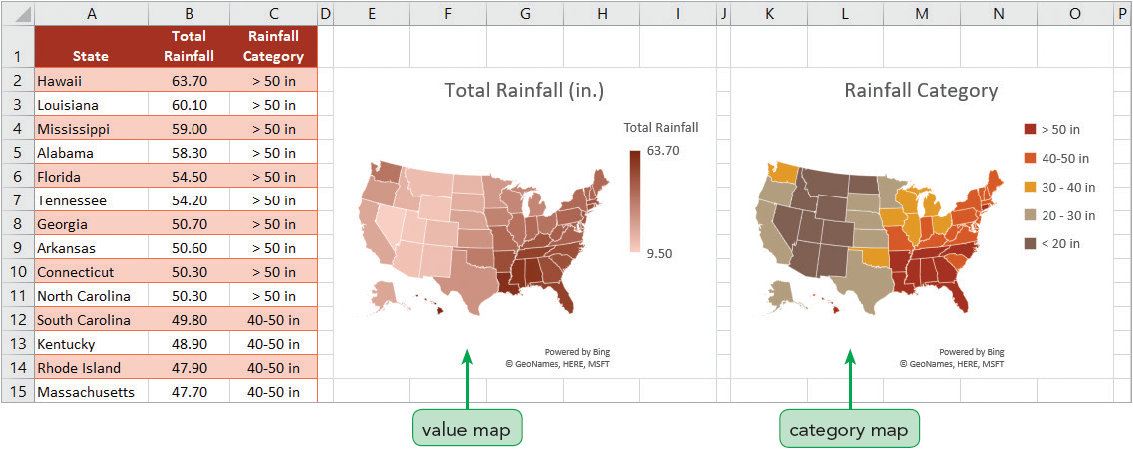 A B C D E F G H I J K L M N O P
1 State Total Rainfall Rainfall Category
2 Hawaii 63.70 > 50 in
3 Louisiana 60.10 > 50 in
4 Mississippi 59.00 > 50 in
5 Alabama 58.30 > 50 in
6 Florida 54.50 > 50 in
7 Tennessee 54.20 > 50 in
8 Georgia 50.70 > 50 in
9 Arkansas 50.60 > 50 in
10 Connecticut 50.30 > 50 in
11 North Carolina 50.30 > 50 in
12 South Carolina 49.80 40-50 in
13 Kentucky 48.90 40-50 in
14 Rhode Island 47.90 40-50 in
15 Massachusetts 47.70 40-50 in
Total Rainfall (in.)
Total Rainfall
63.70
9.50
Powered by Bing
© GeoNames, HERE, MSFT
value map
Rainfall Category
> 50 in
40-50 in
30 - 40 in
20 - 30 in
< 20 in
Powered by Bing
© GeoNames, HERE, MSFT
category map